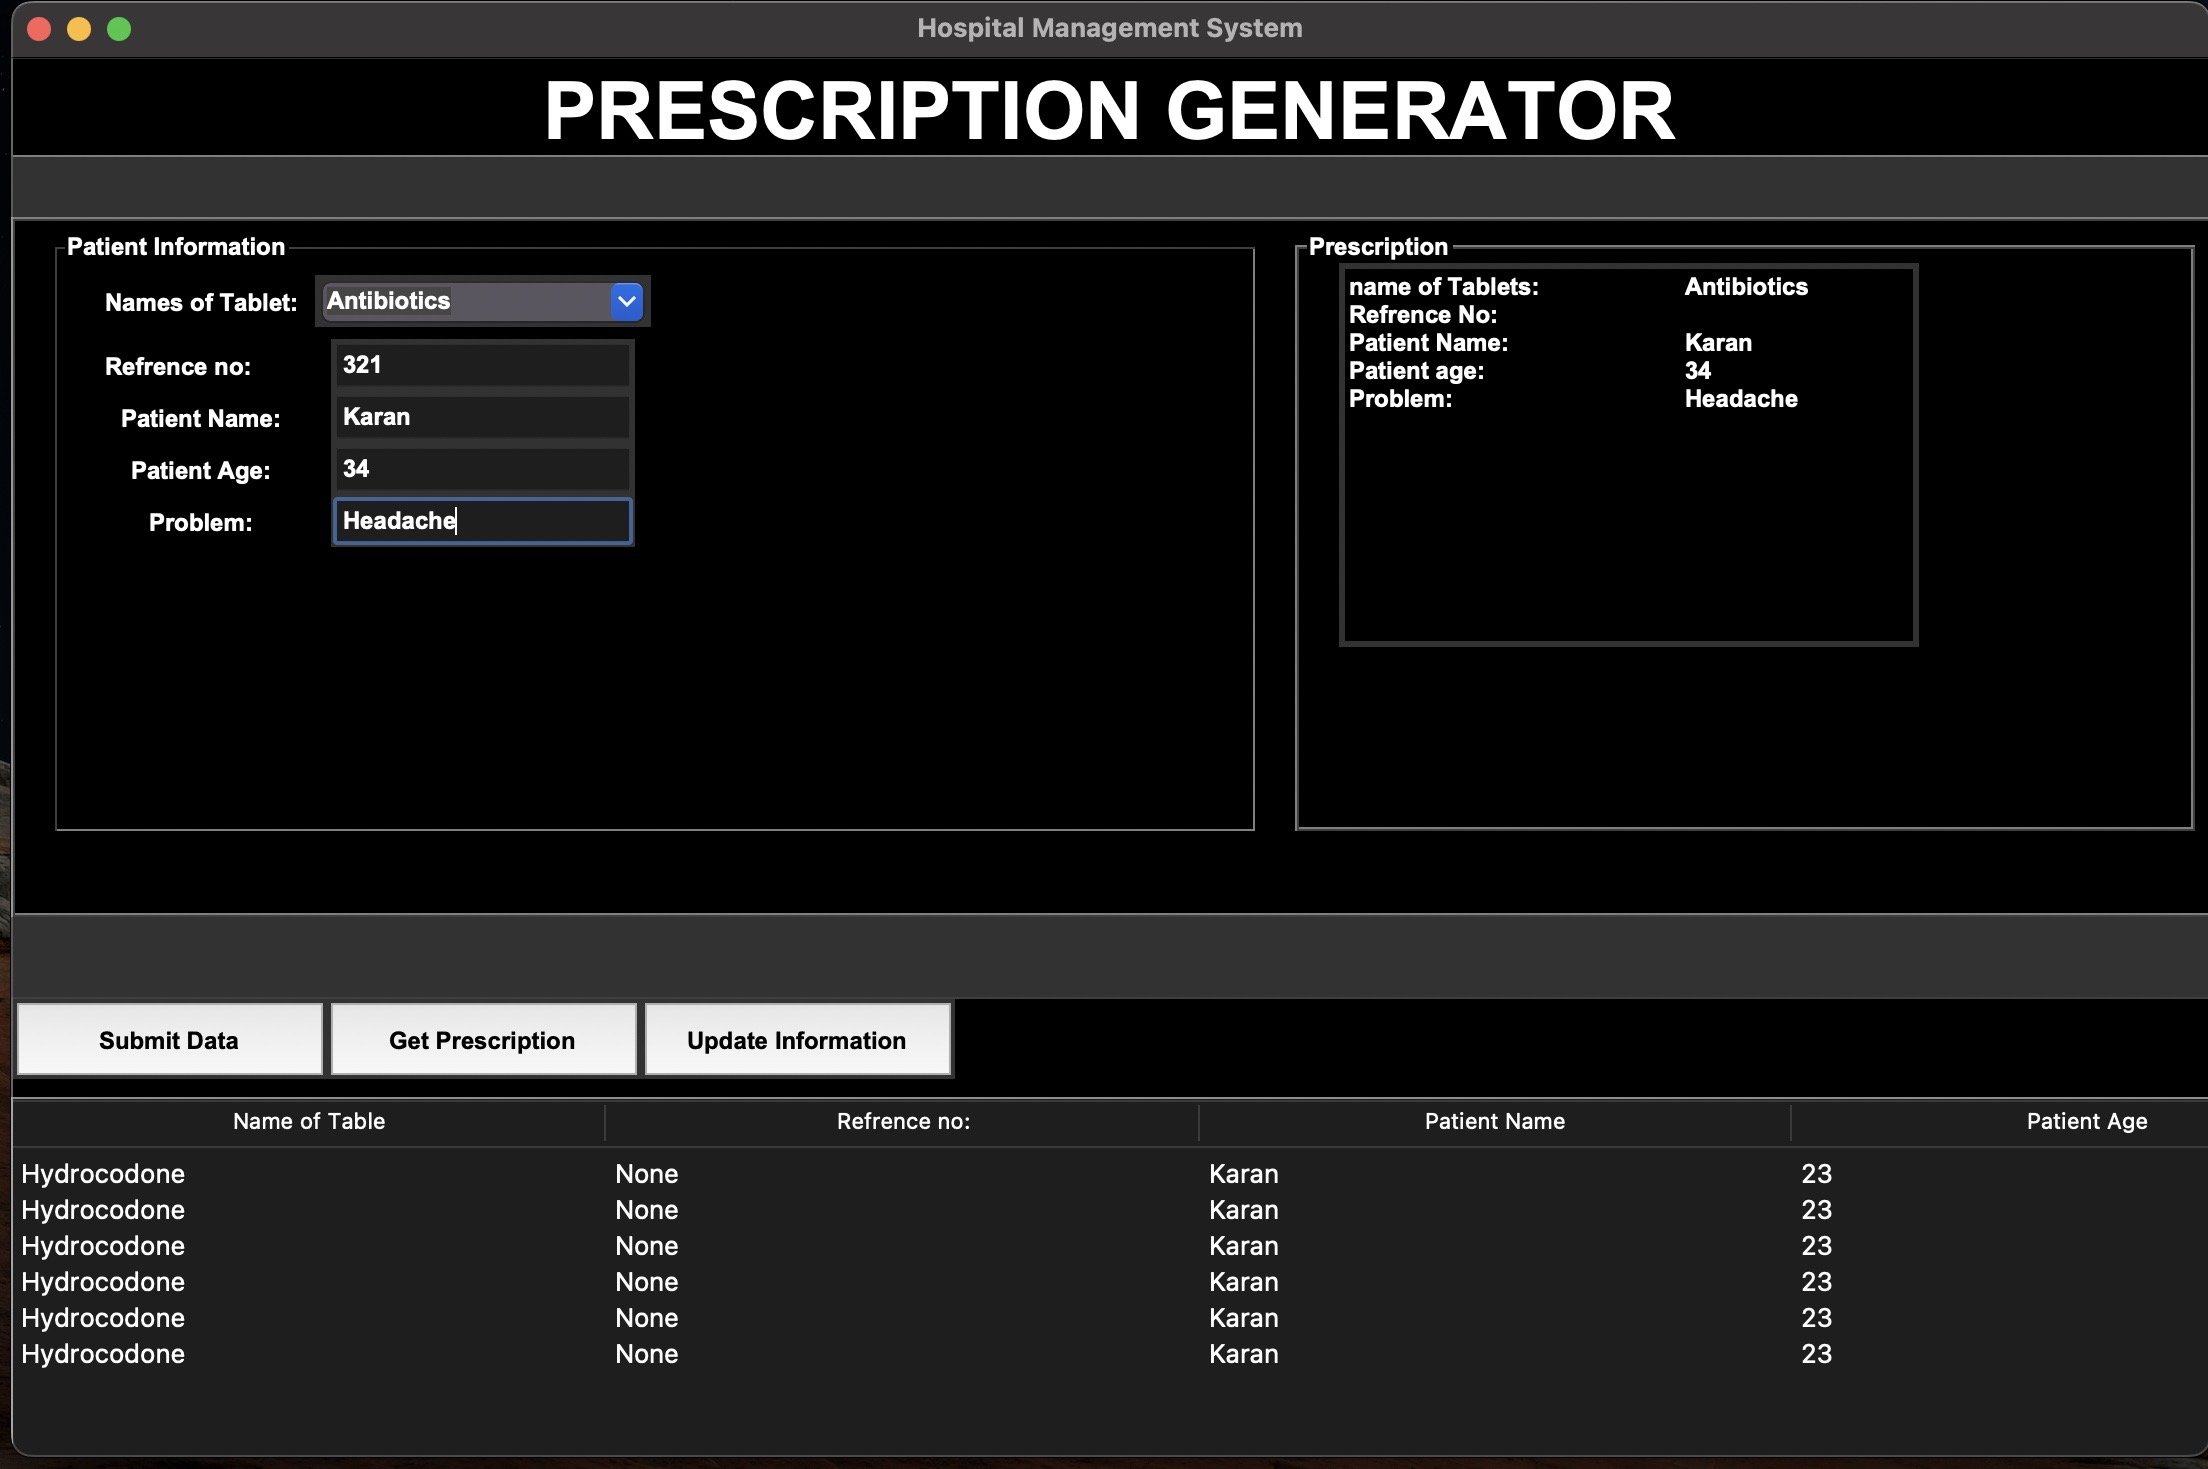 Hospital Management System
PRESCRIPTION GENERATOR
Patient Information
Names of Tablet: Antibiotics
Refrence no: 321
Patient Name: Karan
Patient Age: 34
Problem: Headache
Prescription
name of Tablets: Antibiotics
Refrence No:
Patient Name: Karan
Patient age: 34
Problem: Headache
Submit Data Get Prescription Update Information
Name of Table Refrence no: Patient Name Patient Age
Hydrocodone None Karan 23
Hydrocodone None Karan 23
Hydrocodone None Karan 23
Hydrocodone None Karan 23
Hydrocodone None Karan 23
Hydrocodone None Karan 23